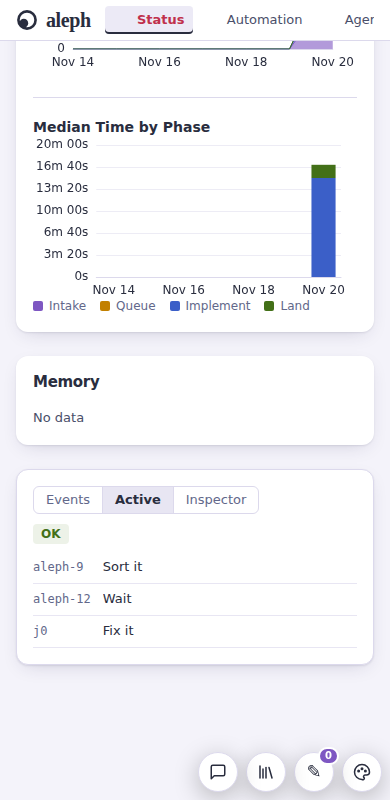 aleph Status Automation Agen
0
Nov 14 Nov 16 Nov 18 Nov 20
Median Time by Phase
20m 00s
16m 40s
13m 20s
10m 00s
6m 40s
3m 20s
0s
Nov 14 Nov 16 Nov 18 Nov 20
Intake Queue Implement Land
Memory
No data
Events Active Inspector
OK
aleph-9 Sort it
aleph-12 Wait
j0 Fix it
0